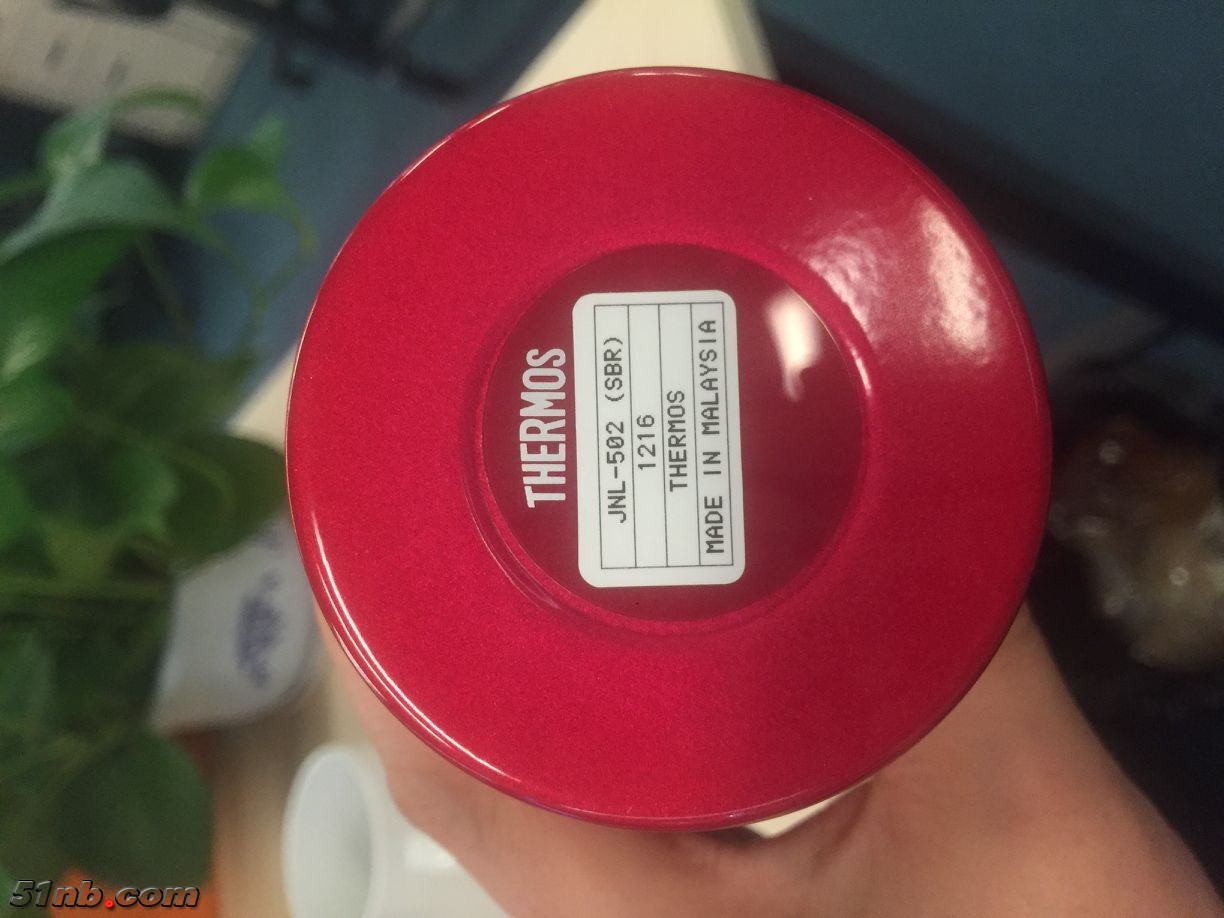 THERMOS
JNL-502 (SBR)
1216
THERMOS
MADE IN MALAYSIA
51nb.com